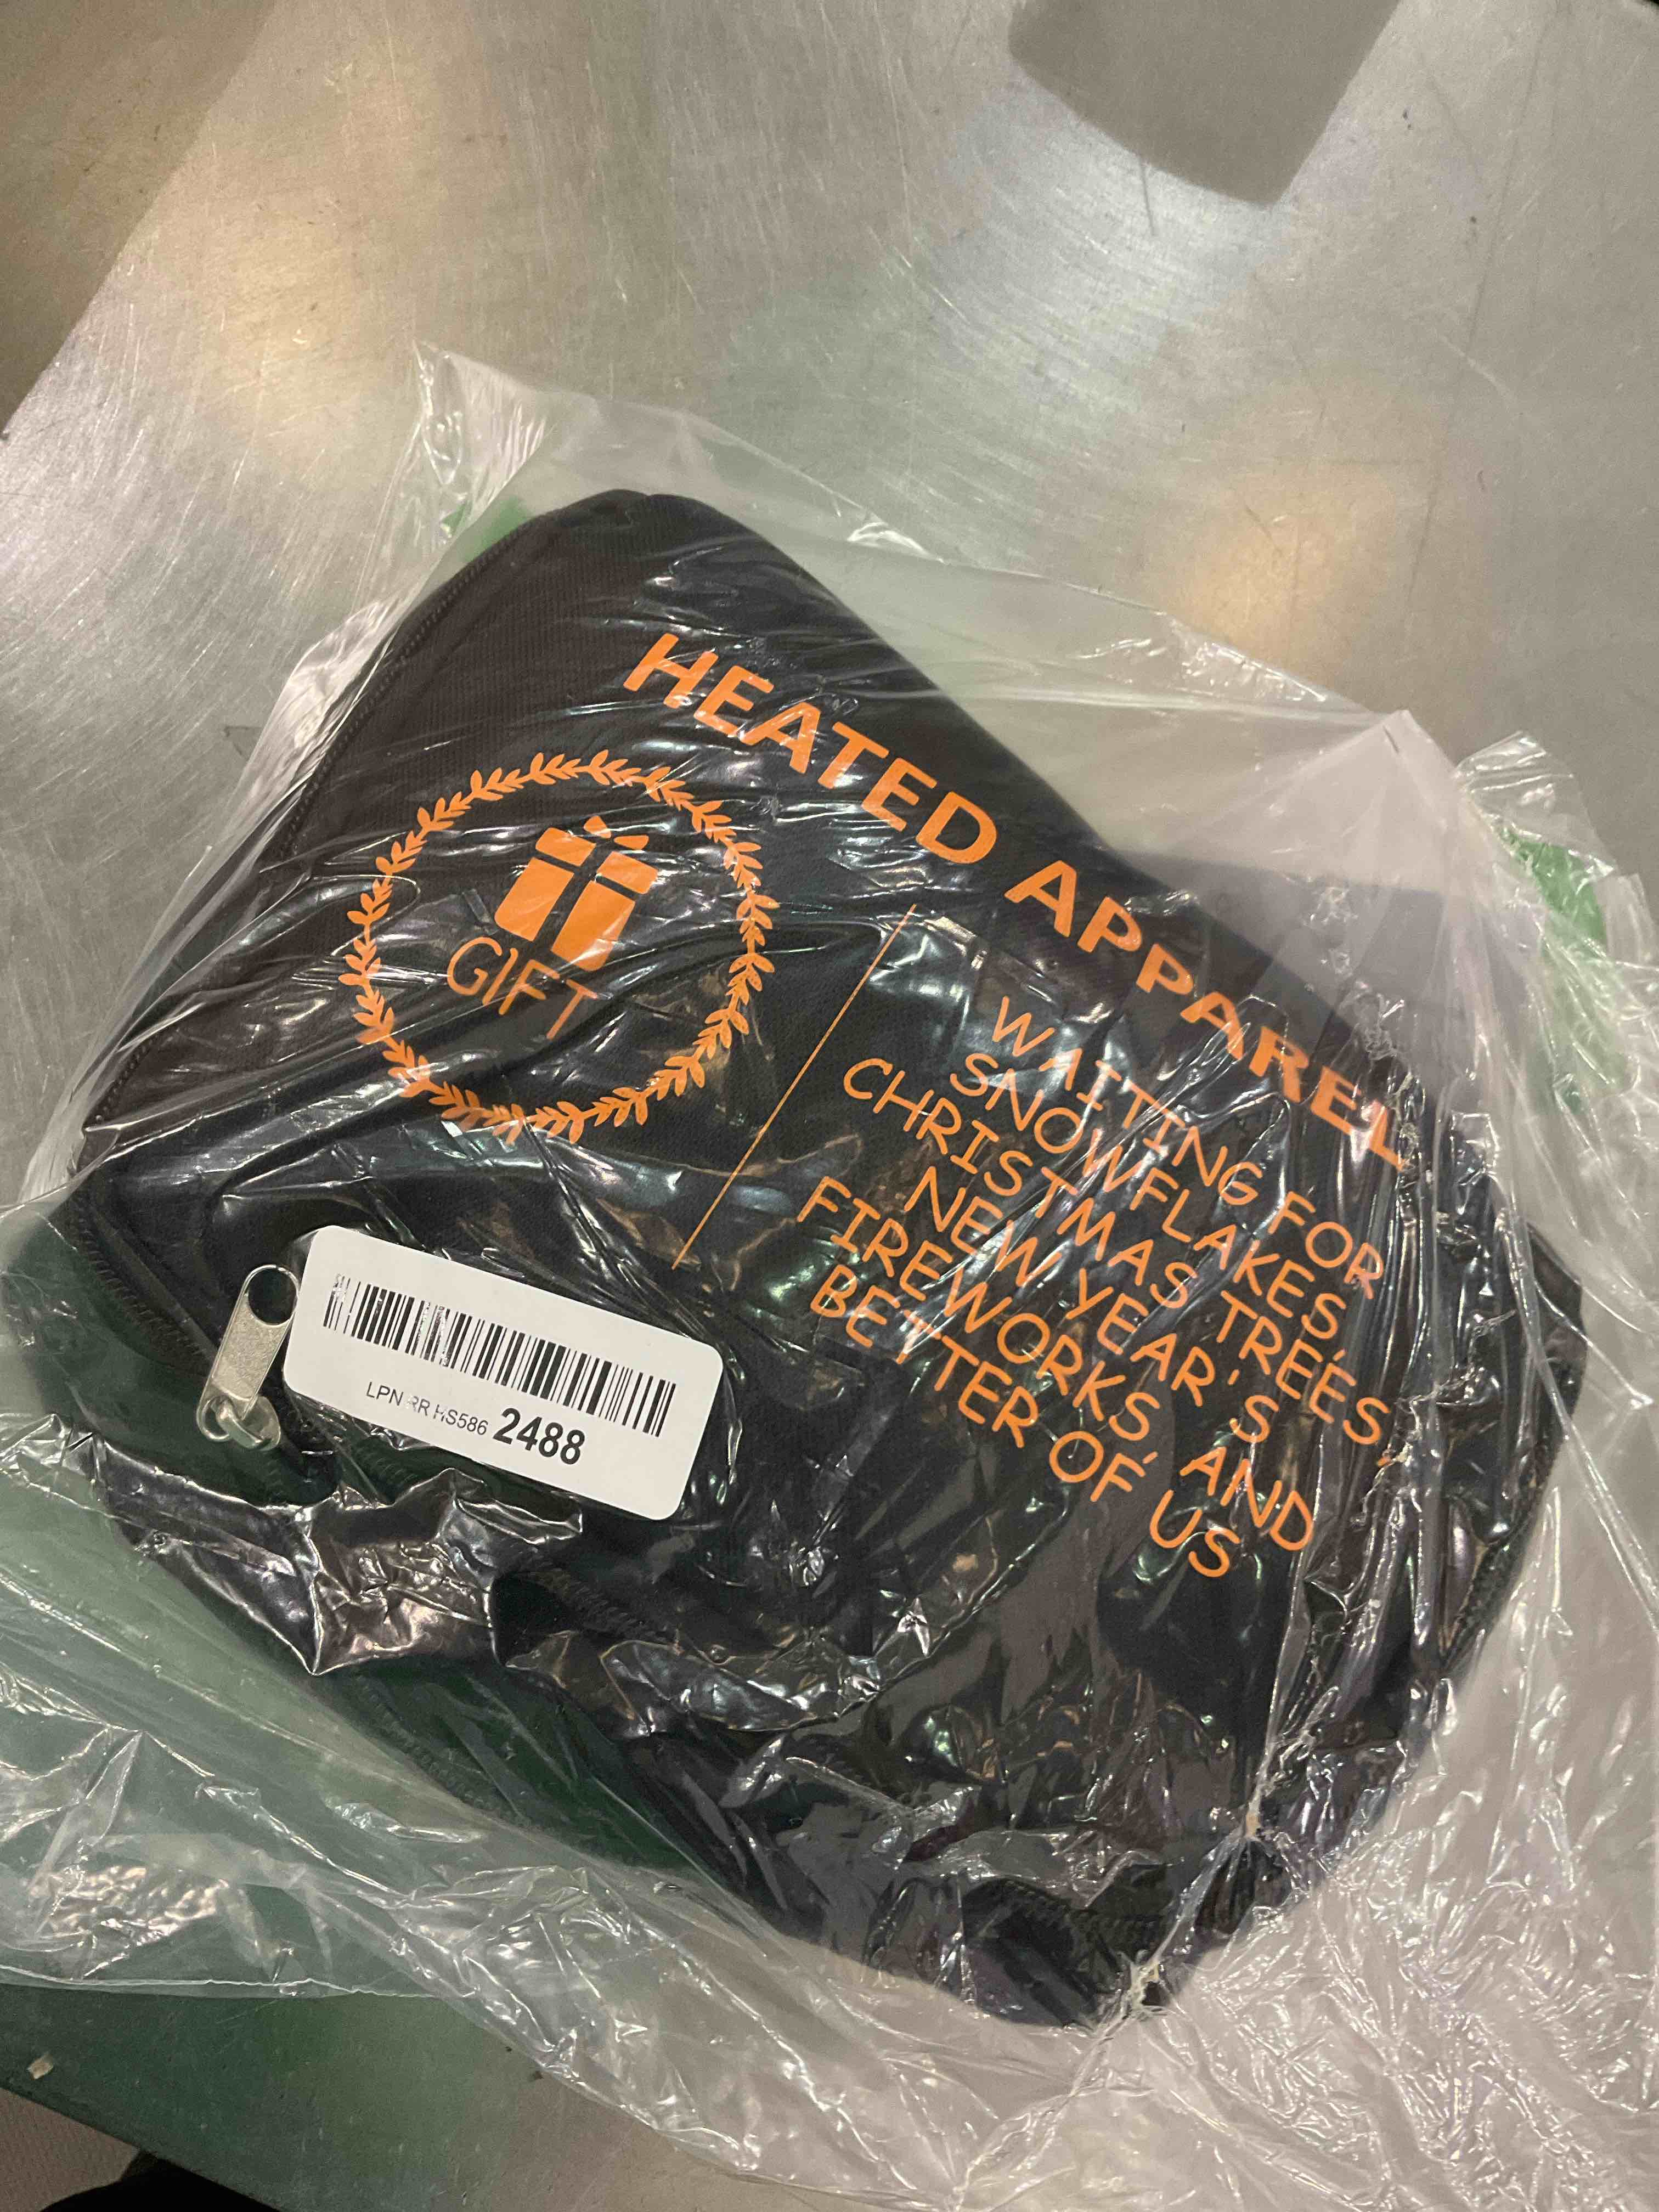 HEATED APPAREL
GIFT
WAITING FOR
SNOWFLAKES,
CHRISTMAS TREES,
NEW YEAR'S
FIREWORKS, AND
BETTER OF US
LPN RR HS586 2488